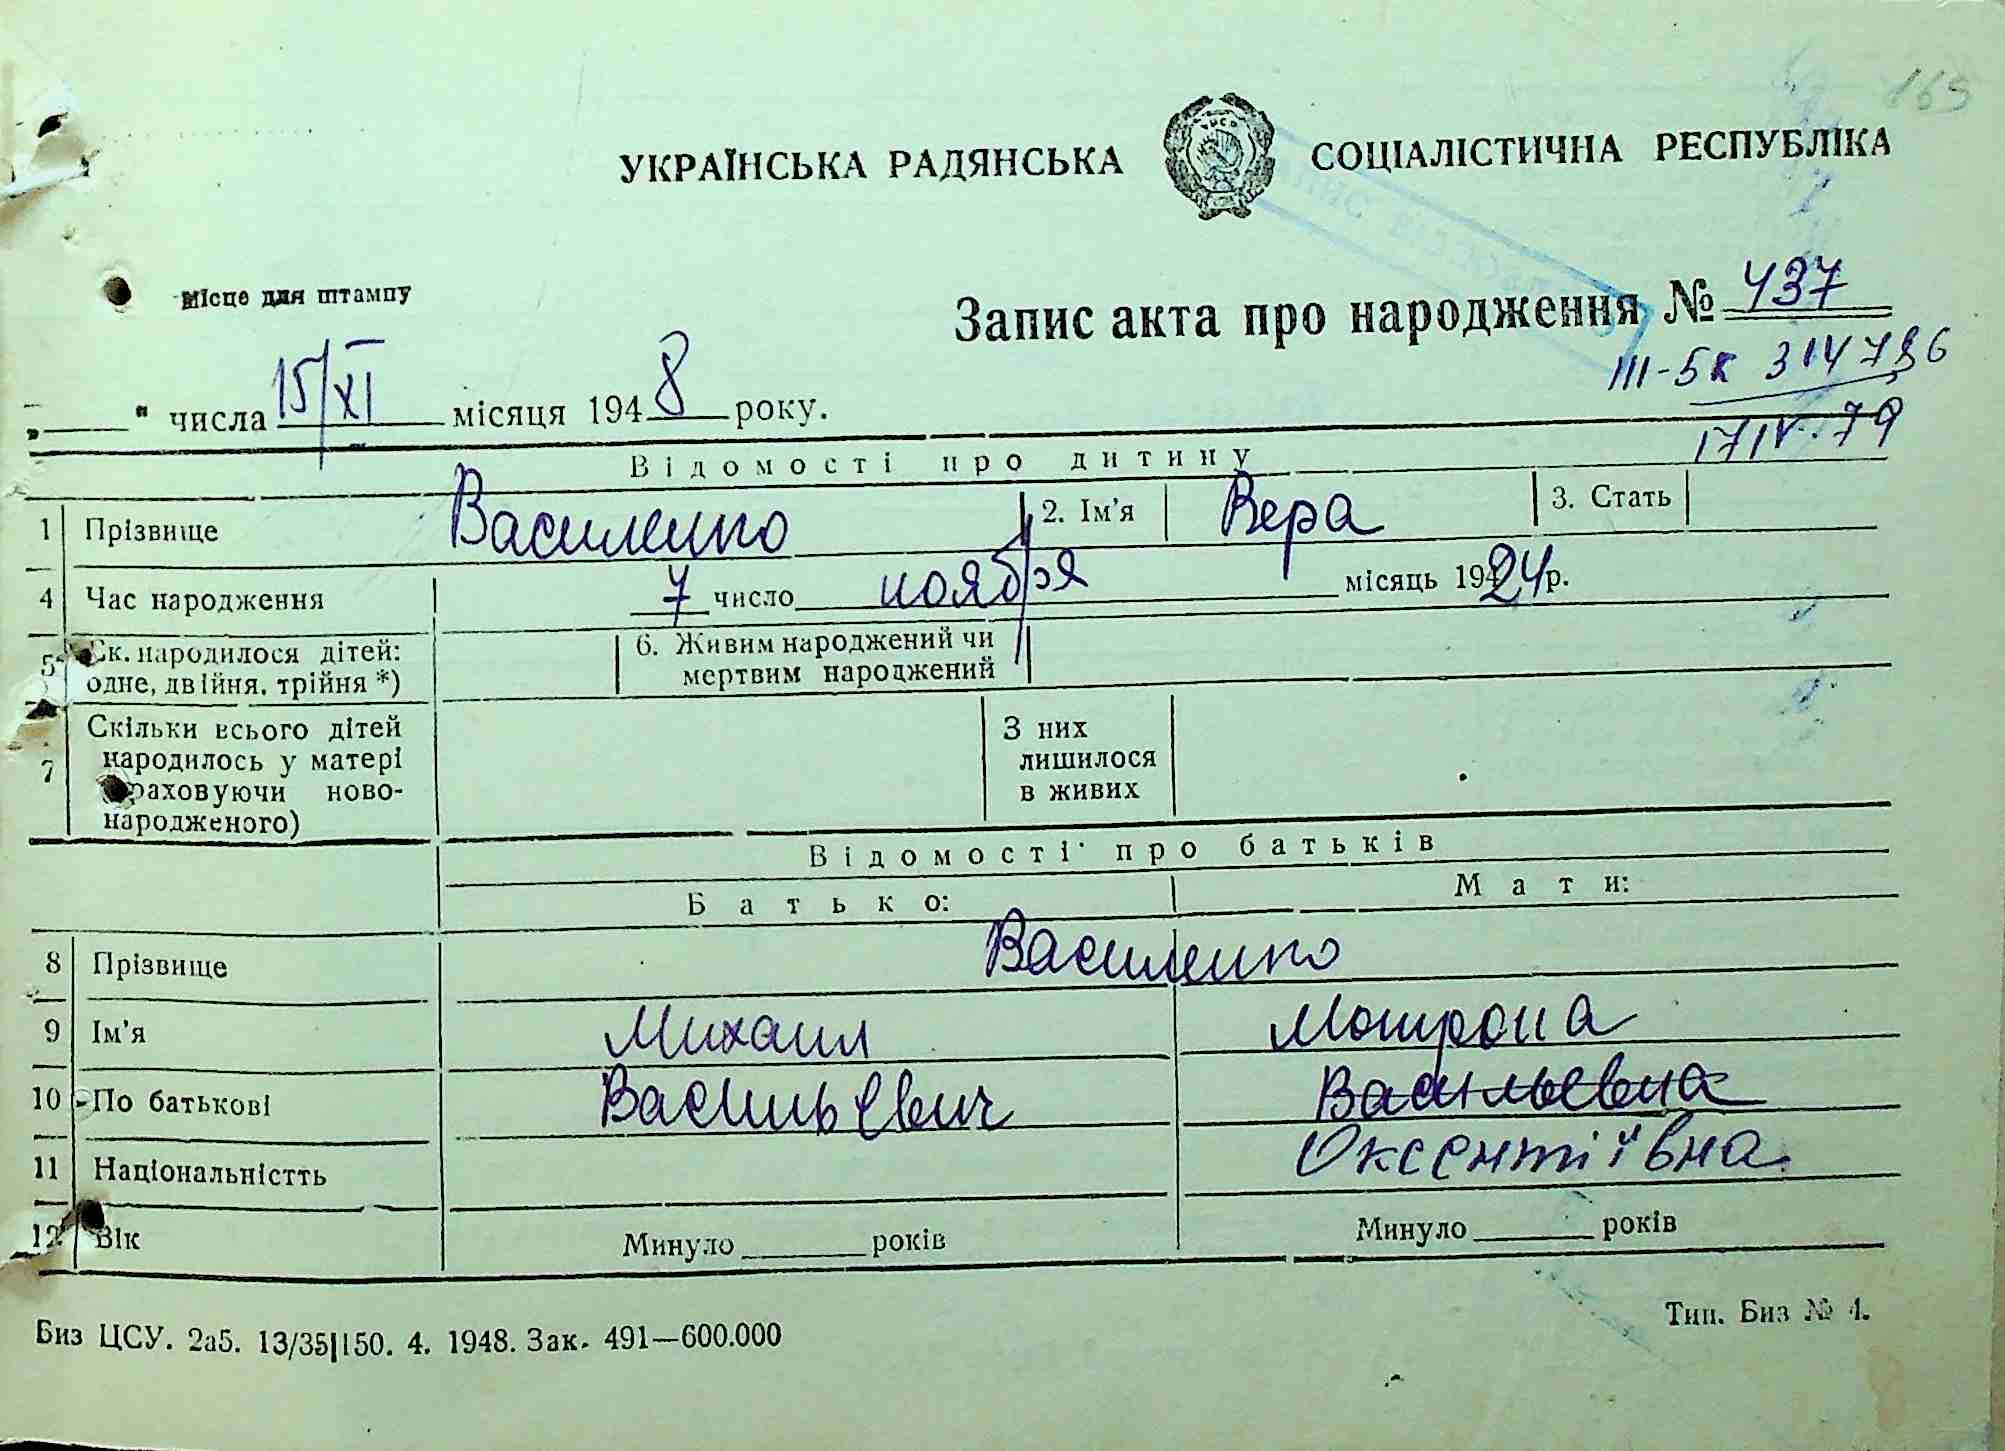 165
УКРАЇНСЬКА РАДЯНСЬКА СОЦІАЛІСТИЧНА РЕСПУБЛІКА
Місце для штампу
Запис акта про народження № 437
III-БК 314786
„ “ числа 15/XI місяця 1948 року.
17 IV. 79
Відомості про дитину
1 Прізвище Василенко 2. Ім'я Вера 3. Стать
4 Час народження 7 число ноября місяць 1924 р.
5 Ск. народилося дітей: одне, двійня, трійня *) 6. Живим народжений чи мертвим народжений
7 Скільки всього дітей народилось у матері враховуючи ново-народженого) З них лишилося в живих
Відомості про батьків
Батько: Мати:
8 Прізвище Василенко
9 Ім'я Михаил Мотрона
10 По батькові Васильевич Васильевна
11 Національністть Оксентіївна
12 Вік Минуло років Минуло років
Биз ЦСУ. 2а5. 13/35|150. 4. 1948. Зак. 491—600.000
Тип. Биз № 1.